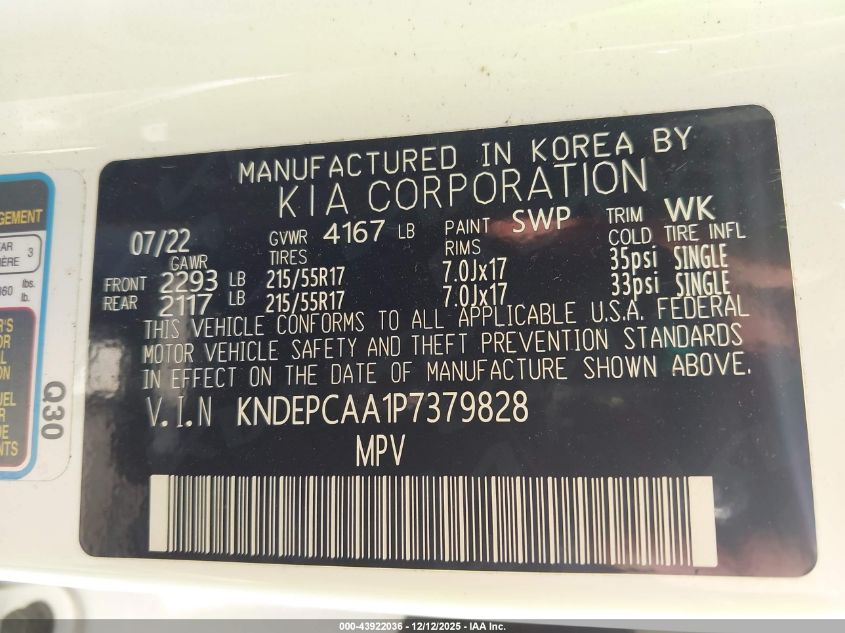 MANUFACTURED IN KOREA BY
KIA CORPORATION
07/22 GVWR 4167 LB PAINT SWP TRIM WK
GAWR TIRES RIMS COLD TIRE INFL
FRONT 2293 LB 215/55R17 7.0Jx17 35psi SINGLE
REAR 2117 LB 215/55R17 7.0Jx17 33psi SINGLE
THIS VEHICLE CONFORMS TO ALL APPLICABLE U.S.A. FEDERAL
MOTOR VEHICLE SAFETY AND THEFT PREVENTION STANDARDS
IN EFFECT ON THE DATE OF MANUFACTURE SHOWN ABOVE.
V.I.N KNDEPCAA1P7379828
MPV
Q30
3
lbs.
lb.
000-43922036 - 12/12/2025 - IAA Inc.